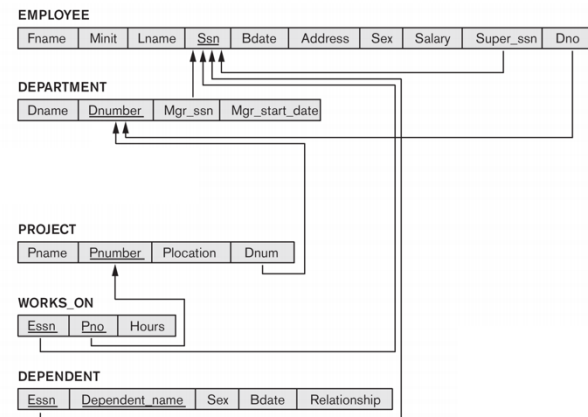 EMPLOYEE
Fname Minit Lname Ssn Bdate Address Sex Salary Super_ssn Dno
DEPARTMENT
Dname Dnumber Mgr_ssn Mgr_start_date
PROJECT
Pname Pnumber Plocation Dnum
WORKS_ON
Essn Pno Hours
DEPENDENT
Essn Dependent_name Sex Bdate Relationship